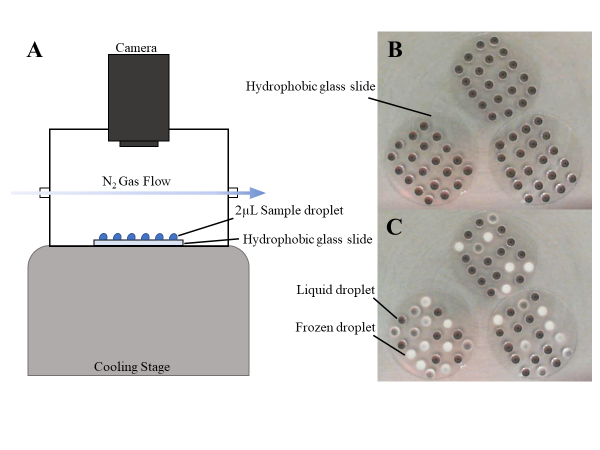 A
Camera
N2 Gas Flow
2μL Sample droplet
Hydrophobic glass slide
Cooling Stage
B
Hydrophobic glass slide
C
Liquid droplet
Frozen droplet